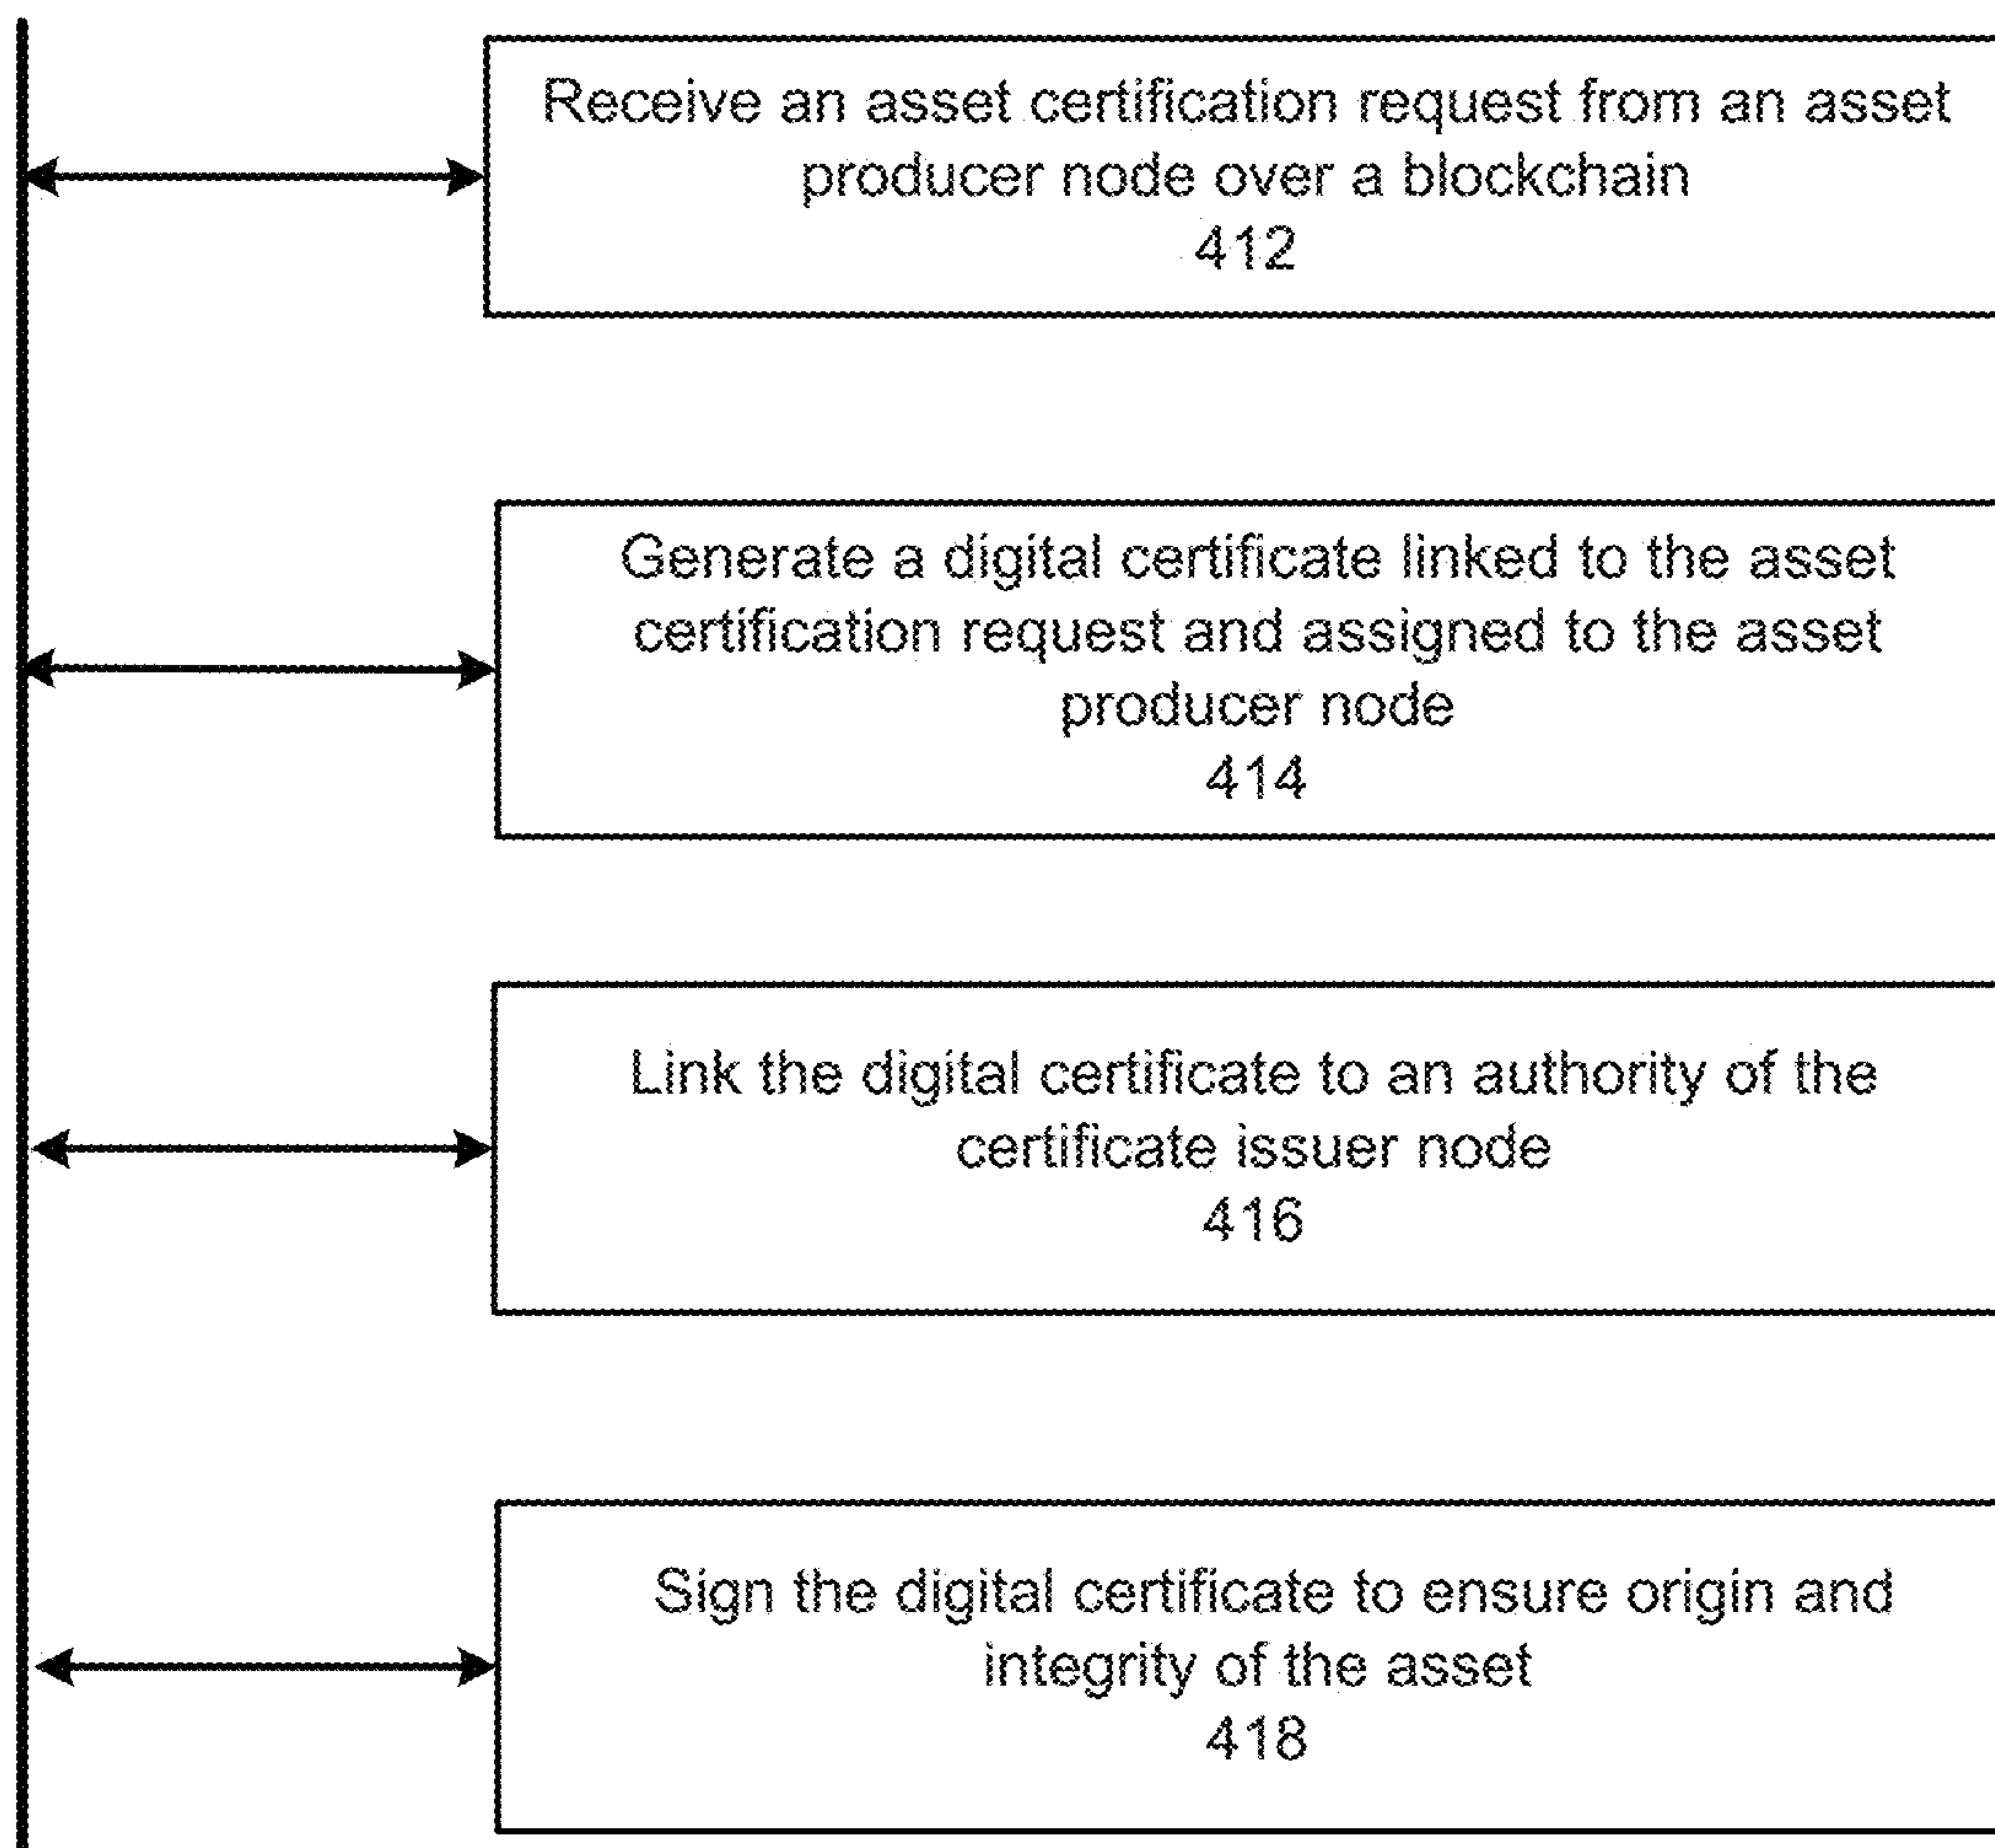 Receive an asset certification request from an asset
producer node over a blockchain
412
Generate a digital certificate linked to the asset
certification request and assigned to the asset
producer node
414
Link the digital certificate to an authority of the
certificate issuer node
416
Sign the digital certificate to ensure origin and
integrity of the asset
418